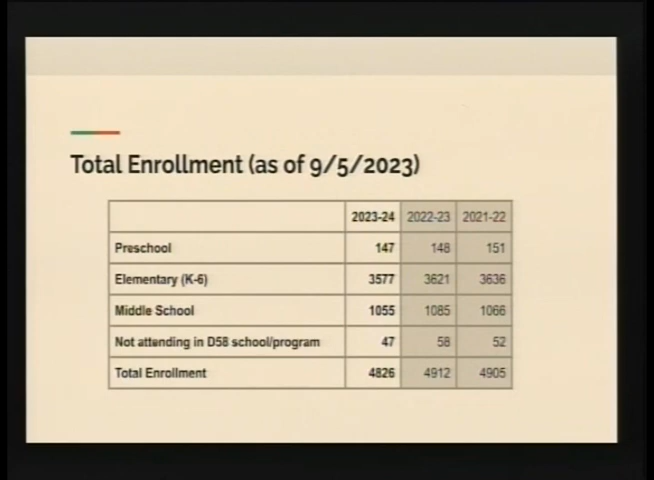 Total Enrollment (as of 9/5/2023)
2023-24 2022-23 2021-22
Preschool 147 148 151
Elementary (K-6) 3577 3621 3636
Middle School 1055 1085 1066
Not attending in D58 school/program 47 58 52
Total Enrollment 4826 4912 4905